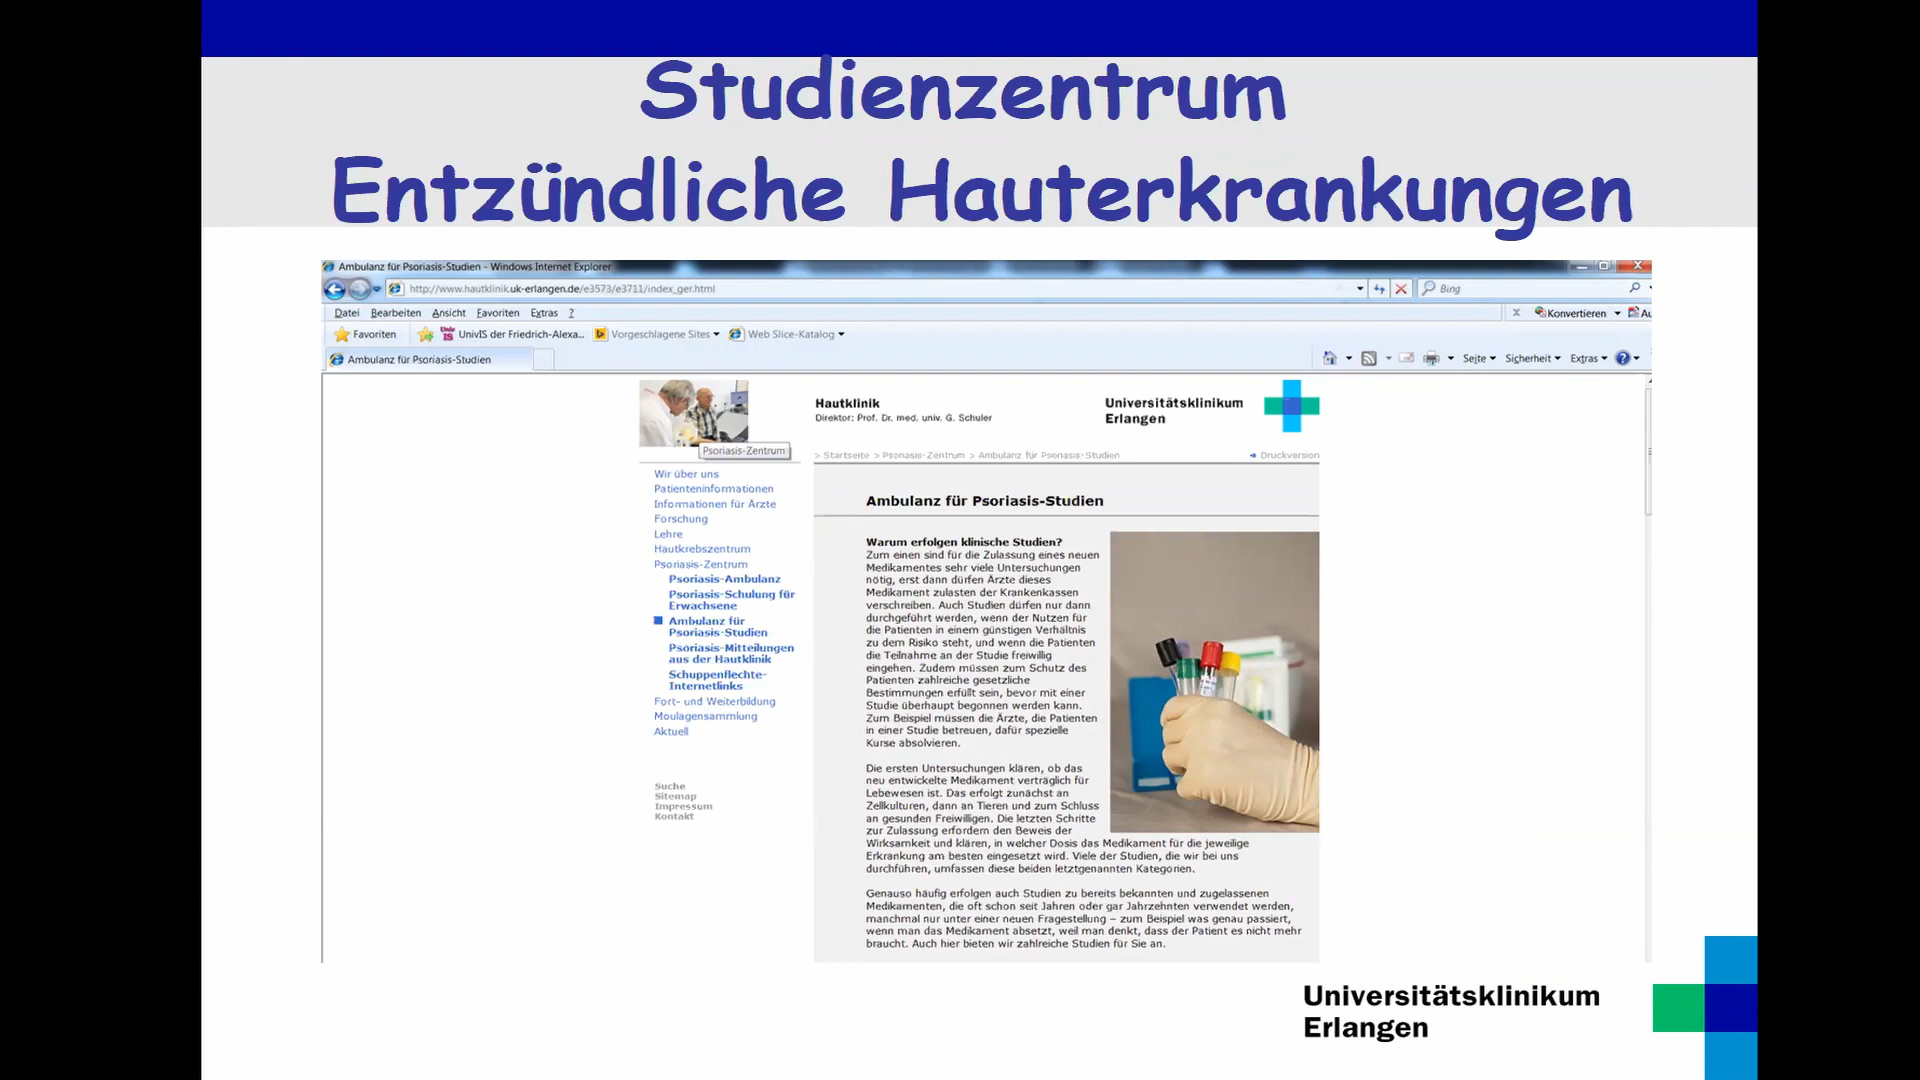 Studienzentrum
Entzündliche Hauterkrankungen
Ambulanz für Psoriasis-Studien - Windows Internet Explorer
http://www.hautklinik.uk-erlangen.de/e3573/e3711/index_ger.html
Bing
Datei Bearbeiten Ansicht Favoriten Extras ?
x Konvertieren
Favoriten UnivIS der Friedrich-Alexa... Vorgeschlagene Sites Web Slice-Katalog
Ambulanz für Psoriasis-Studien
Seite Sicherheit Extras
Hautklinik
Direktor: Prof. Dr. med. univ. G. Schuler
Universitätsklinikum
Erlangen
Psoriasis-Zentrum
> Startseite > Psoriasis-Zentrum > Ambulanz für Psoriasis-Studien
Druckversion
Wir über uns
Patienteninformationen
Informationen für Ärzte
Forschung
Lehre
Hautkrebszentrum
Psoriasis-Zentrum
Psoriasis-Ambulanz
Psoriasis-Schulung für
Erwachsene
Ambulanz für
Psoriasis-Studien
Psoriasis-Mitteilungen
aus der Hautklinik
Schuppenflechte-
Internetlinks
Fort- und Weiterbildung
Moulagensammlung
Aktuell
Suche
Sitemap
Impressum
Kontakt
Ambulanz für Psoriasis-Studien
Warum erfolgen klinische Studien?
Zum einen sind für die Zulassung eines neuen
Medikamentes sehr viele Untersuchungen
nötig, erst dann dürfen Ärzte dieses
Medikament zulasten der Krankenkassen
verschreiben. Auch Studien dürfen nur dann
durchgeführt werden, wenn der Nutzen für
die Patienten in einem günstigen Verhältnis
zu dem Risiko steht, und wenn die Patienten
die Teilnahme an der Studie freiwillig
eingehen. Zudem müssen zum Schutz des
Patienten zahlreiche gesetzliche
Bestimmungen erfüllt sein, bevor mit einer
Studie überhaupt begonnen werden kann.
Zum Beispiel müssen die Ärzte, die Patienten
in einer Studie betreuen, dafür spezielle
Kurse absolvieren.
Die ersten Untersuchungen klären, ob das
neu entwickelte Medikament verträglich für
Lebewesen ist. Das erfolgt zunächst an
Zellkulturen, dann an Tieren und zum Schluss
an gesunden Freiwilligen. Die letzten Schritte
zur Zulassung erfordern den Beweis der
Wirksamkeit und klären, in welcher Dosis das Medikament für die jeweilige
Erkrankung am besten eingesetzt wird. Viele der Studien, die wir bei uns
durchführen, umfassen diese beiden letztgenannten Kategorien.
Genauso häufig erfolgen auch Studien zu bereits bekannten und zugelassenen
Medikamenten, die oft schon seit Jahren oder gar Jahrzehnten verwendet werden,
manchmal nur unter einer neuen Fragestellung – zum Beispiel was genau passiert,
wenn man das Medikament absetzt, weil man denkt, dass der Patient es nicht mehr
braucht. Auch hier bieten wir zahlreiche Studien für Sie an.
Universitätsklinikum
Erlangen